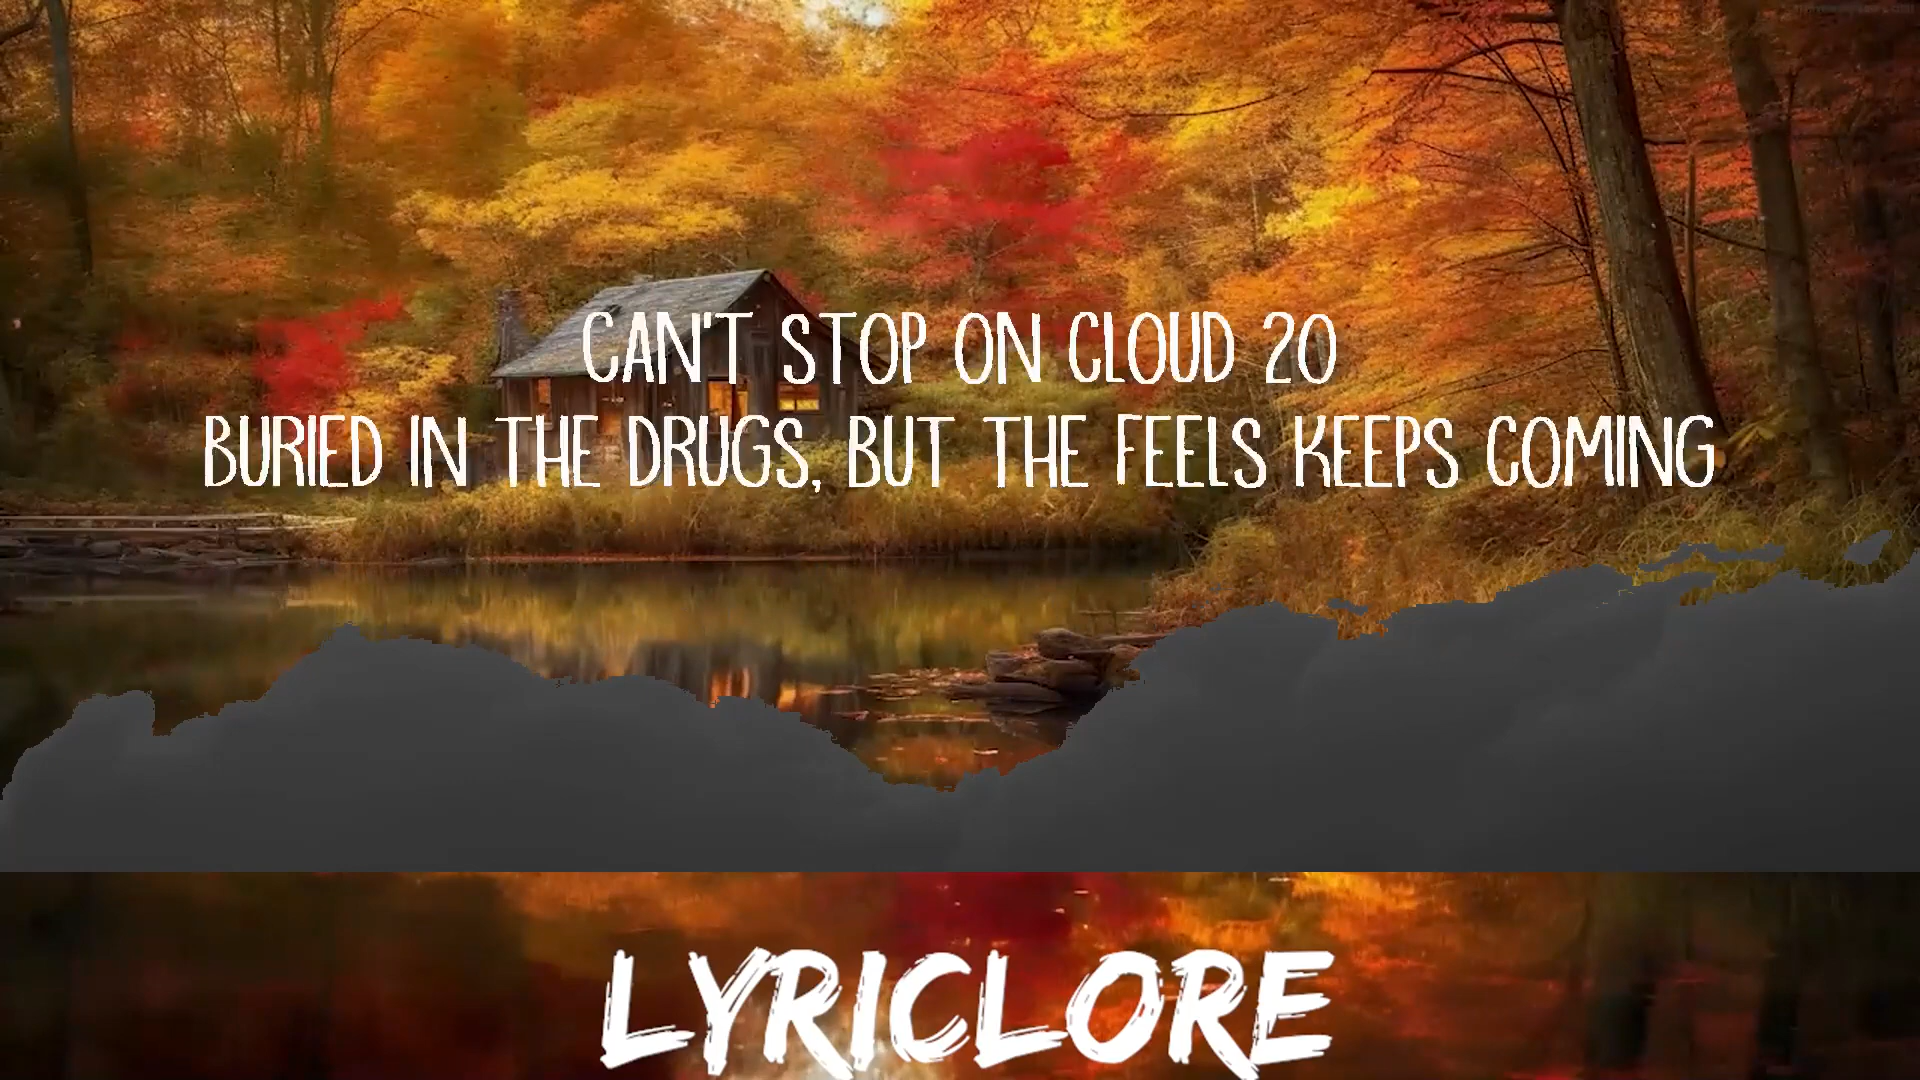 CAN'T STOP ON CLOUD 20
BURIED IN THE DRUGS, BUT THE FEELS KEEPS COMING
LYRICLORE